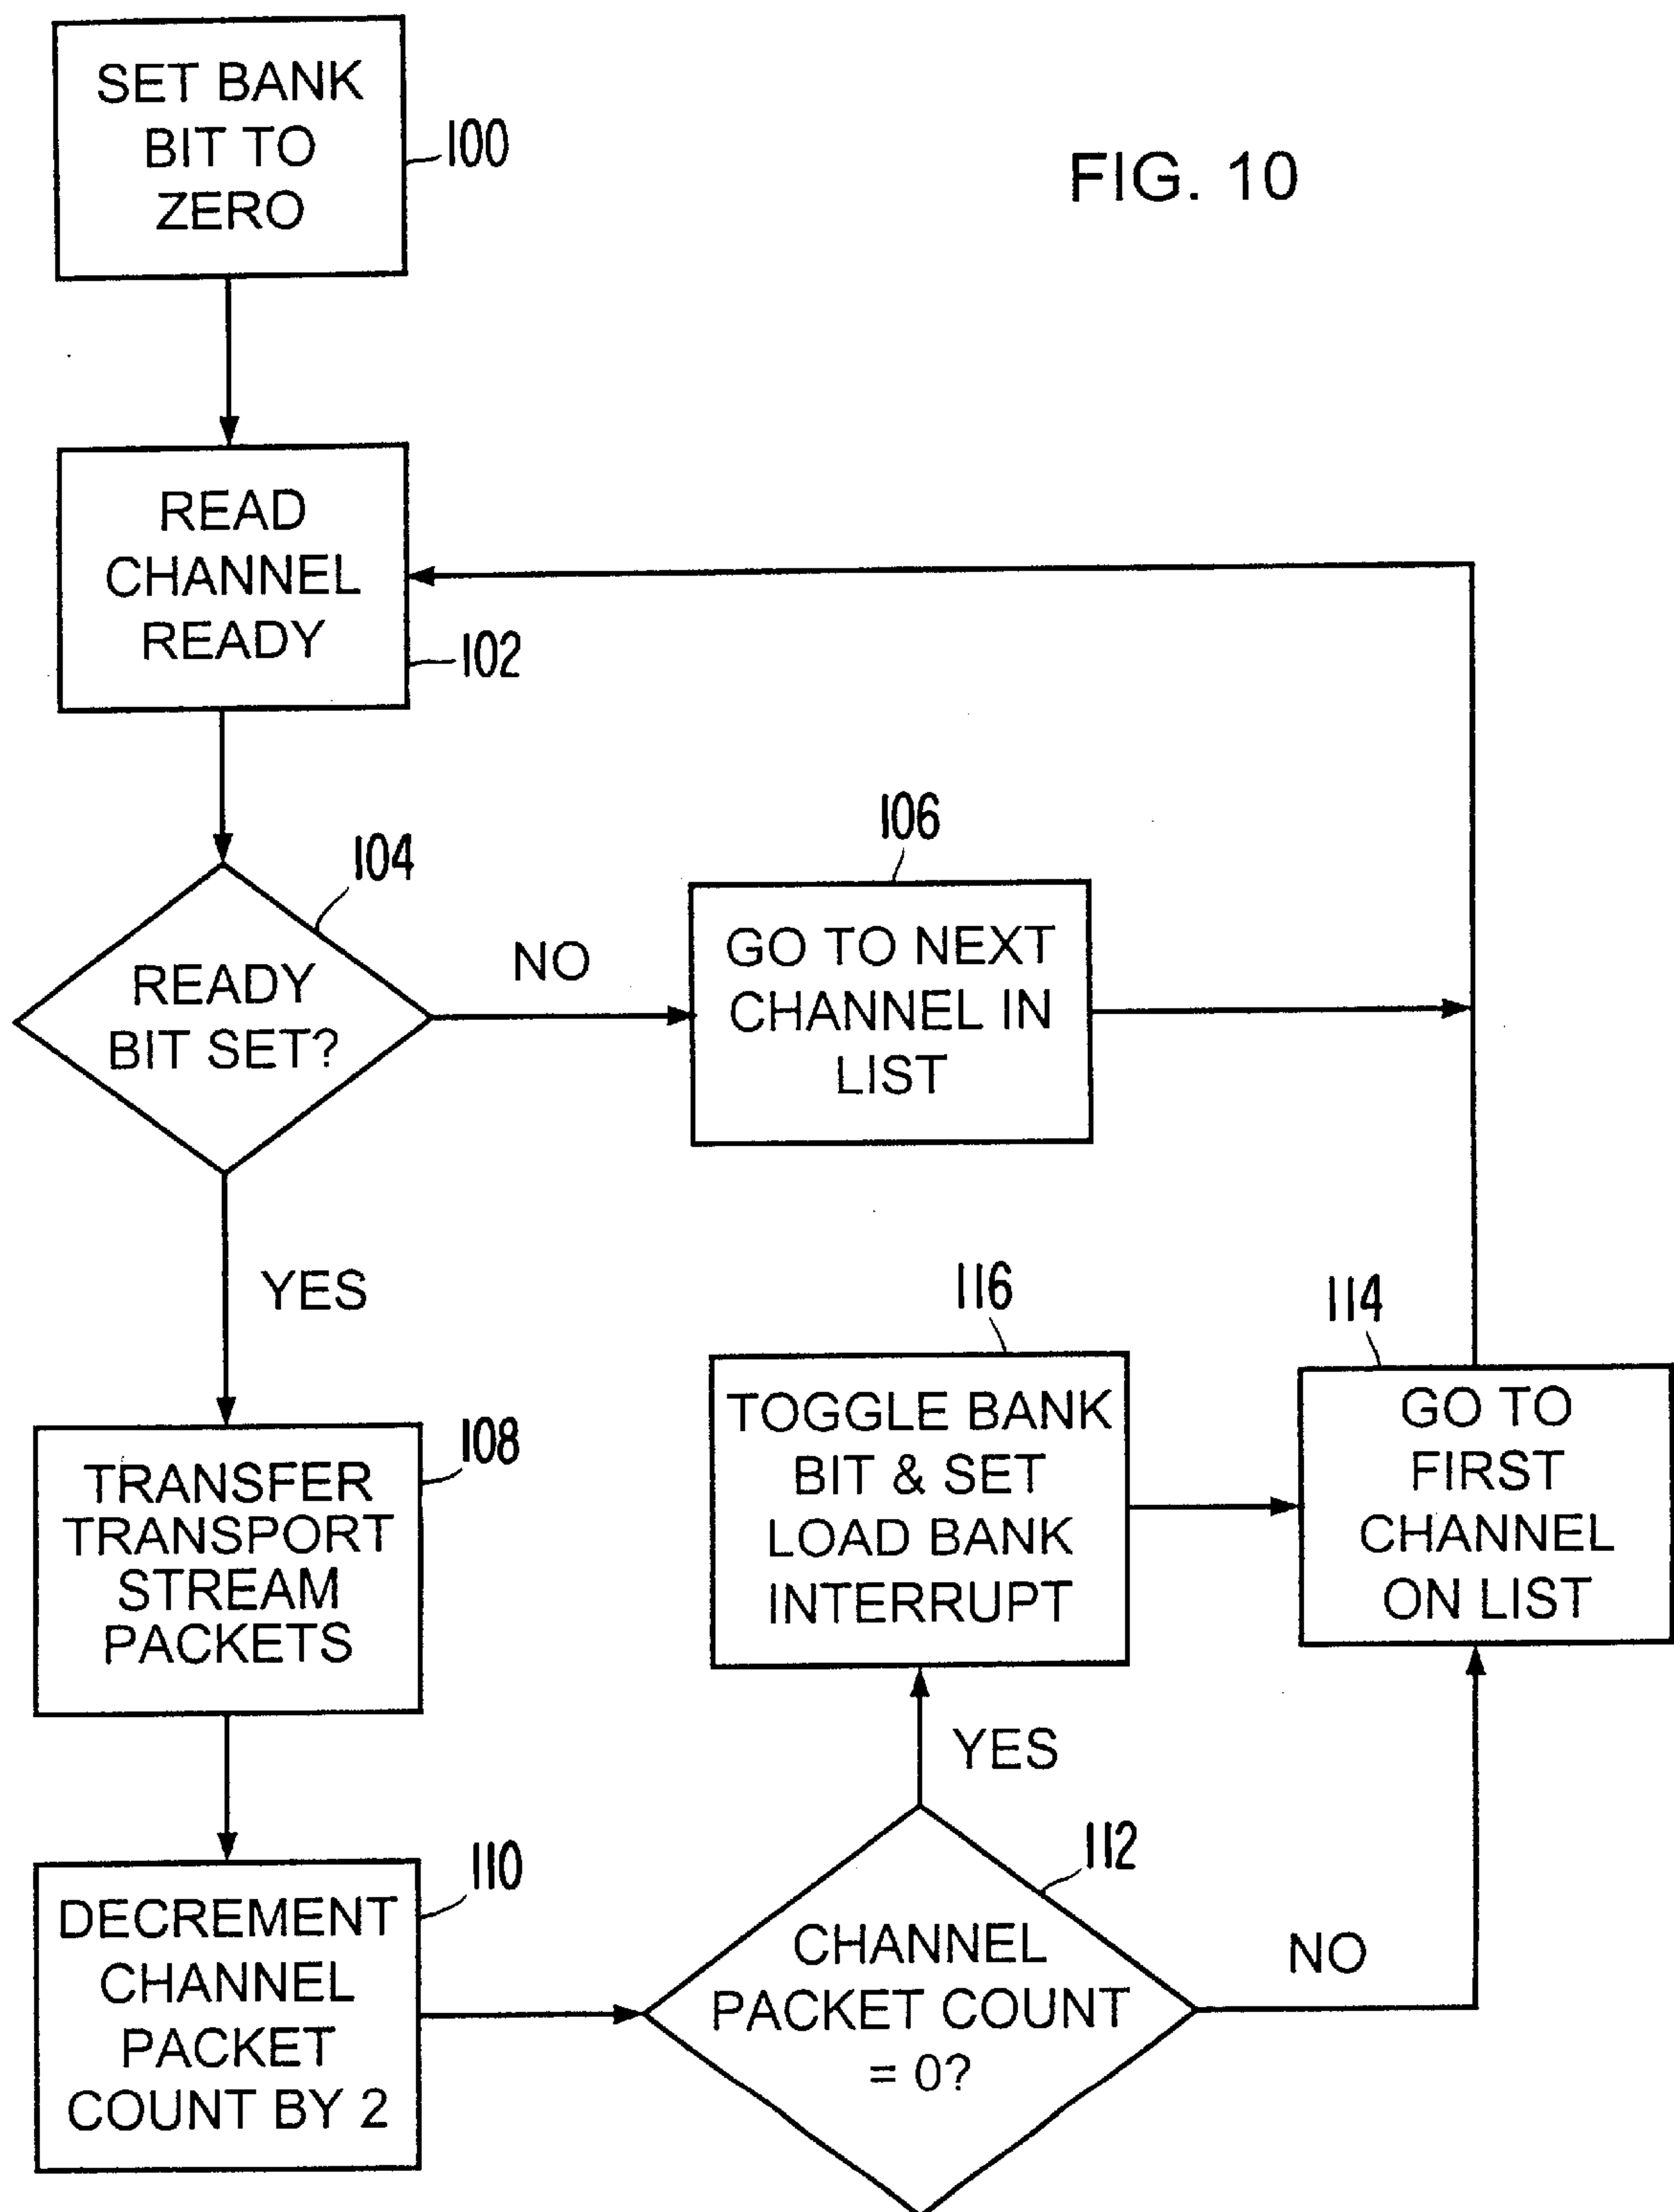 SET BANK
BIT TO
ZERO
100
FIG. 10
READ
CHANNEL
READY
102
104
READY
BIT SET?
NO
106
GO TO NEXT
CHANNEL IN
LIST
YES
108
TRANSFER
TRANSPORT
STREAM
PACKETS
116
TOGGLE BANK
BIT & SET
LOAD BANK
INTERRUPT
114
GO TO
FIRST
CHANNEL
ON LIST
YES
110
DECREMENT
CHANNEL
PACKET
COUNT BY 2
112
CHANNEL
PACKET COUNT
= 0?
NO